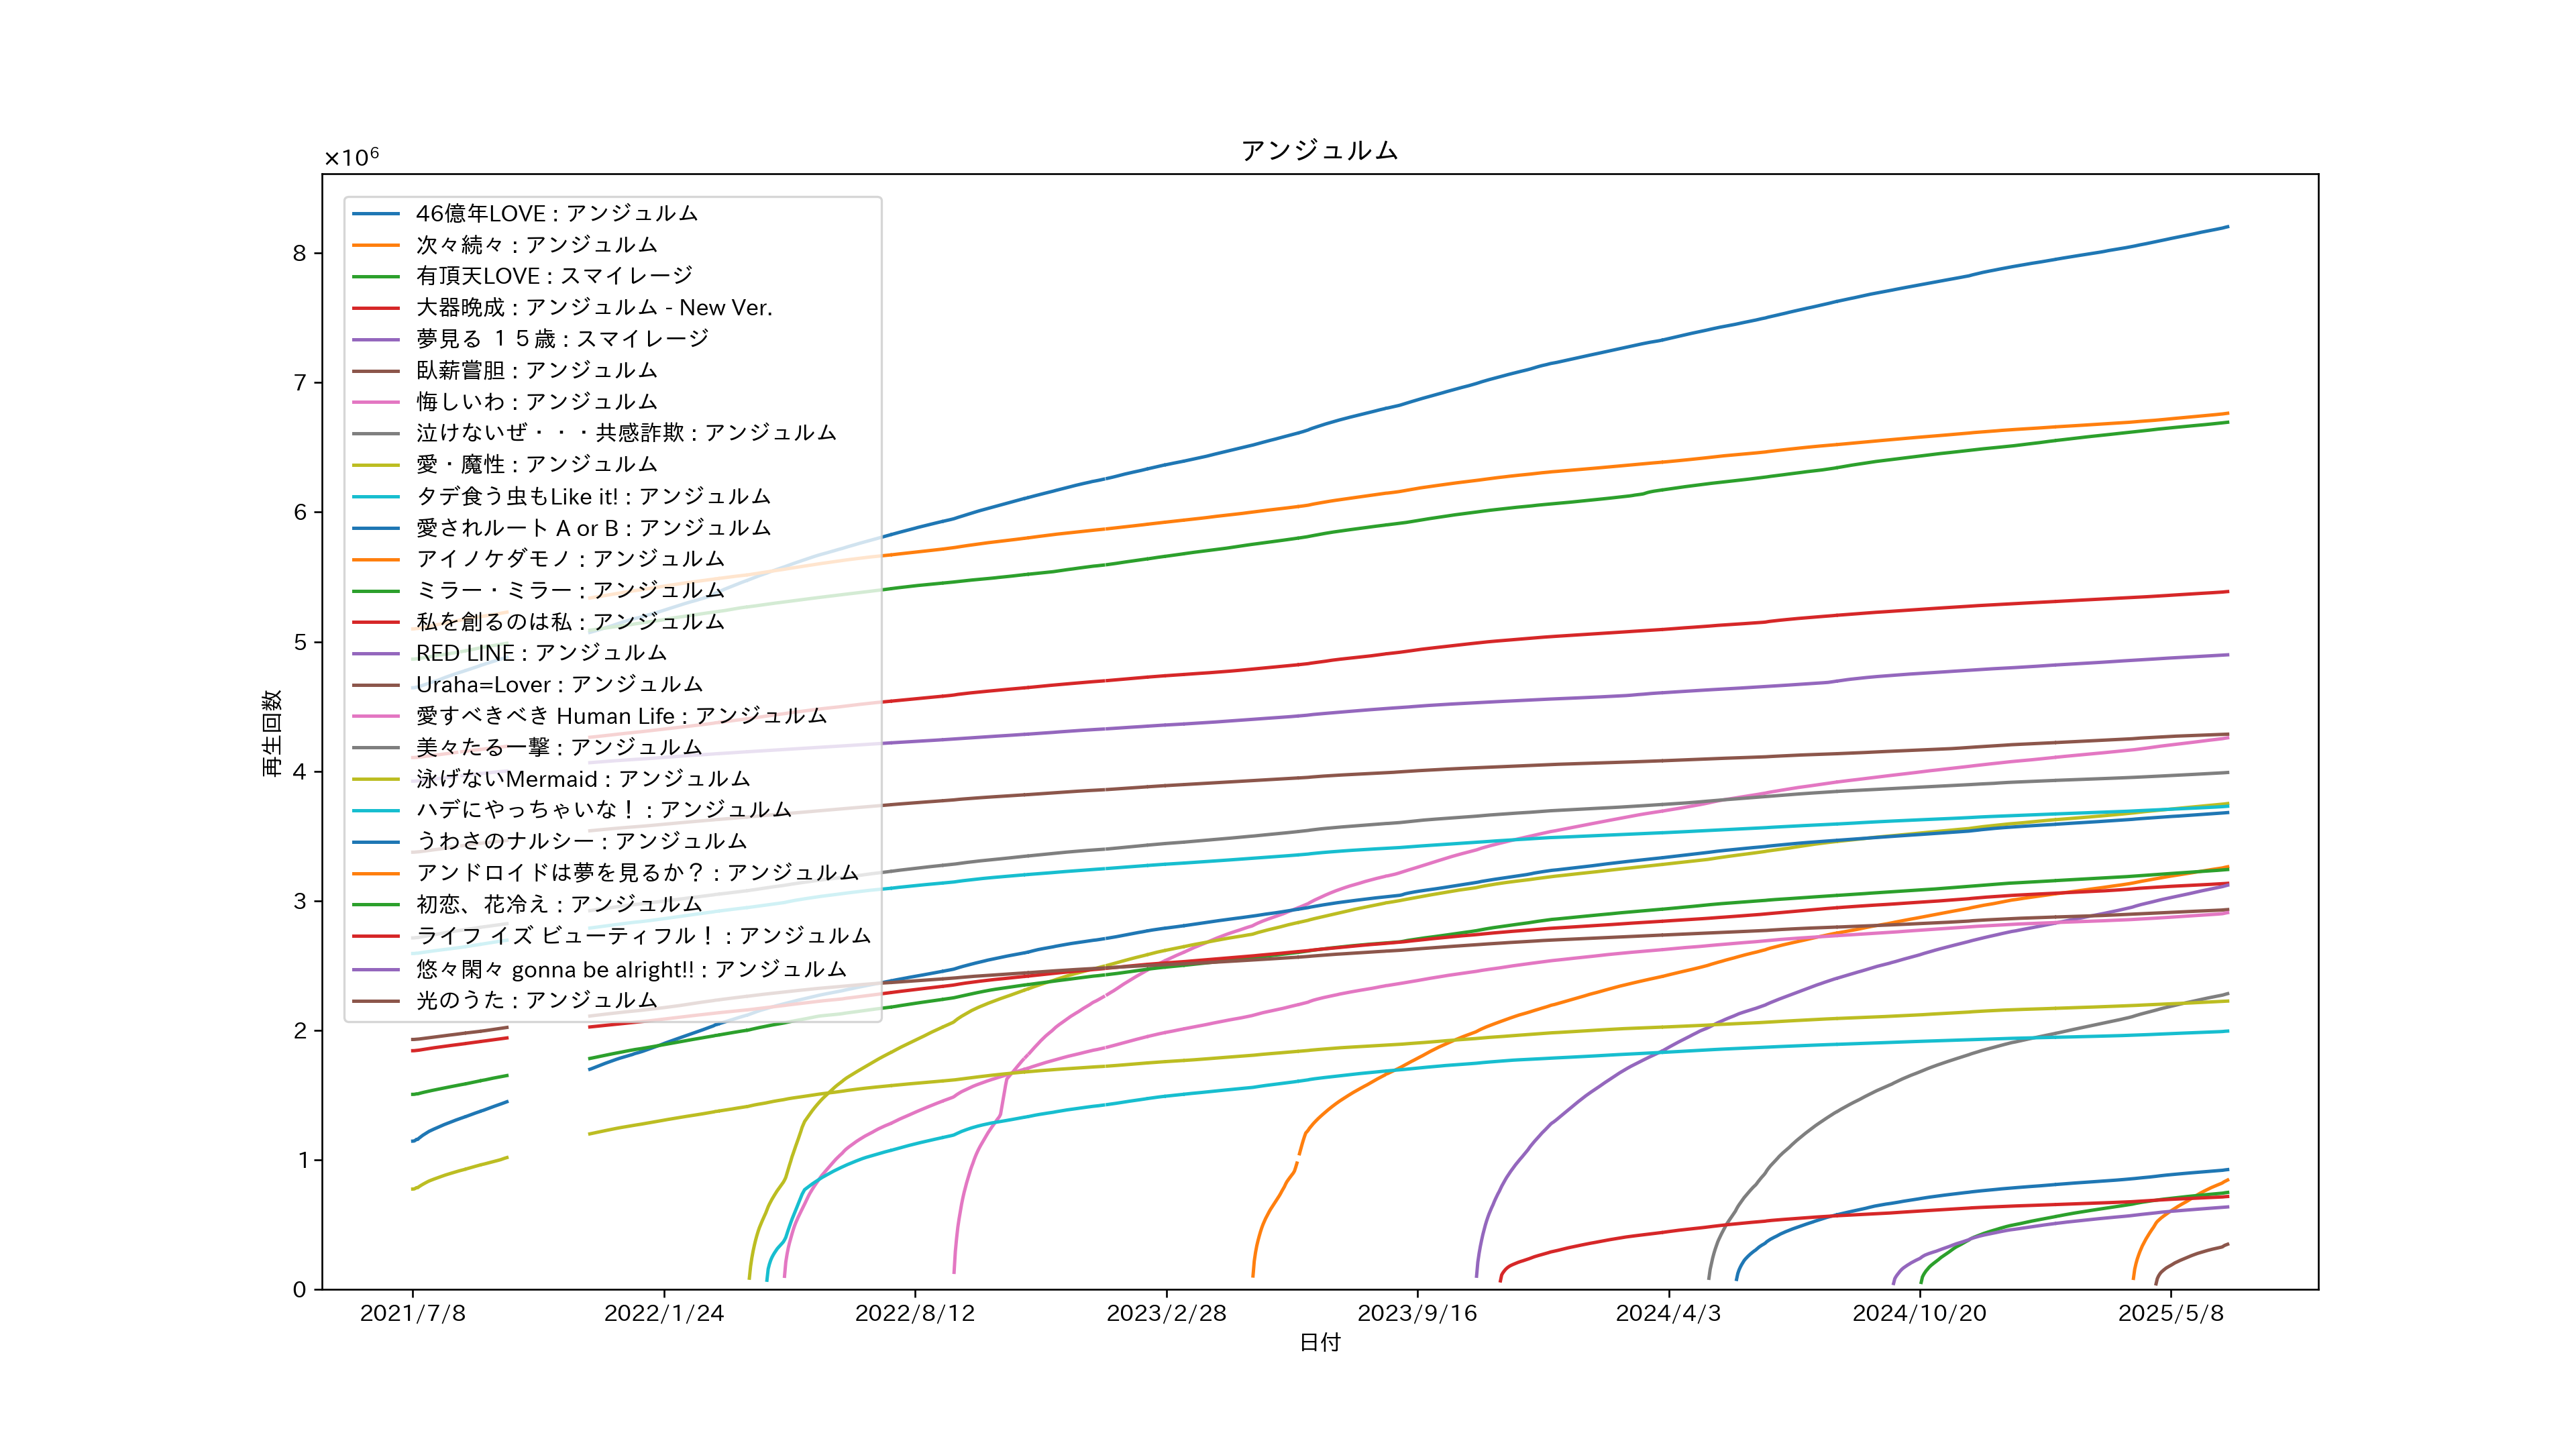 アンジュルム
×10⁶
46億年LOVE : アンジュルム
次々続々 : アンジュルム
有頂天LOVE : スマイレージ
大器晩成 : アンジュルム - New Ver.
夢見る １５歳 : スマイレージ
臥薪嘗胆 : アンジュルム
悔しいわ : アンジュルム
泣けないぜ・・・共感詐欺 : アンジュルム
愛・魔性 : アンジュルム
タデ食う虫もLike it! : アンジュルム
愛されルート A or B : アンジュルム
アイノケダモノ : アンジュルム
ミラー・ミラー : アンジュルム
私を創るのは私 : アンジュルム
RED LINE : アンジュルム
Uraha=Lover : アンジュルム
愛すべきべき Human Life : アンジュルム
美々たる一撃 : アンジュルム
泳げないMermaid : アンジュルム
ハデにやっちゃいな！ : アンジュルム
うわさのナルシー : アンジュルム
アンドロイドは夢を見るか？ : アンジュルム
初恋、花冷え : アンジュルム
ライフ イズ ビューティフル！ : アンジュルム
悠々閑々 gonna be alright!! : アンジュルム
光のうた : アンジュルム
8
7
6
5
4
3
2
1
0
再生回数
2021/7/8 2022/1/24 2022/8/12 2023/2/28 2023/9/16 2024/4/3 2024/10/20 2025/5/8
日付